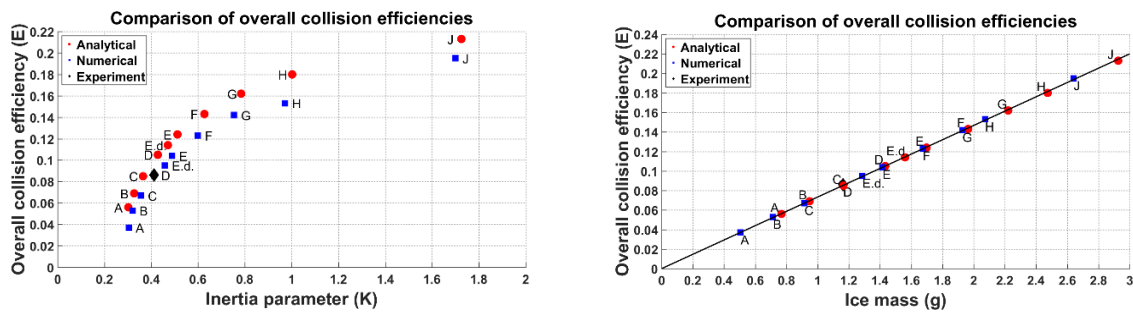 Comparison of overall collision efficiencies
Overall collision efficiency (E)
0.22
0.2
0.18
0.16
0.14
0.12
0.1
0.08
0.06
0.04
0.02
0
Analytical
Numerical
Experiment
J
J
H
H
G
G
F
F
E
E
E.d
E.d.
D
D
C
C
B
B
A
A
0 0.2 0.4 0.6 0.8 1 1.2 1.4 1.6 1.8 2
Inertia parameter (K)
Comparison of overall collision efficiencies
Overall collision efficiency (E)
0.24
0.22
0.2
0.18
0.16
0.14
0.12
0.1
0.08
0.06
0.04
0.02
0
Analytical
Numerical
Experiment
J
J
H
H
G
G
F
F
E
E
E.d
E.d.
D
D
C
C
B
B
A
A
0 0.2 0.4 0.6 0.8 1 1.2 1.4 1.6 1.8 2 2.2 2.4 2.6 2.8 3
Ice mass (g)